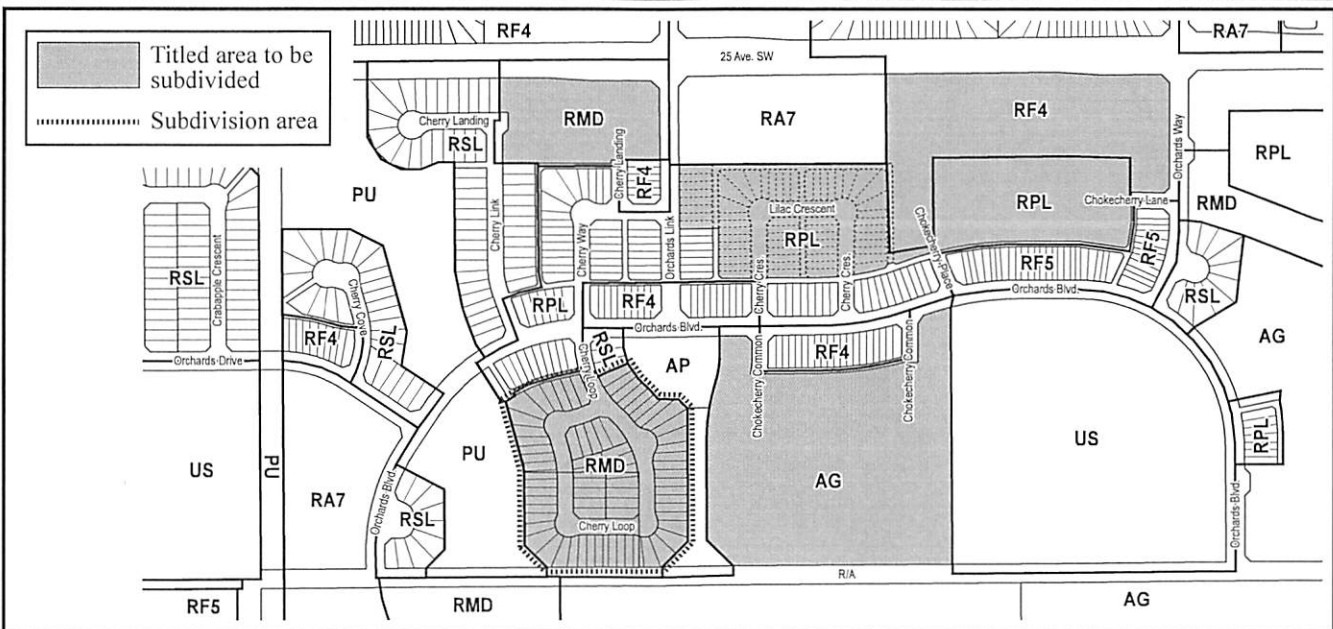 Titled area to be
subdivided
Subdivision area
RF4
25 Ave. SW
RA7
RMD
RA7
RF4
Cherry Landing
RSL
Cherry Landing
RF4
Orchards Way
RPL
PU
Cherry Link
Lilac Crescent
RPL
RPL
Chokecherry Lane
RMD
Cherry Way
Orchards Link
RSL
Crabapple Crescent
Cherry Cres.
Cherry Cres.
Chokecherry Place
RF5
RF5
Orchards Blvd.
RSL
Cherry Cove
RPL
RF4
Orchards Blvd.
RF4
RSL
Orchards Drive
RSL
Cherry Loop
AP
RF4
Chokecherry Common
Chokecherry Common
AG
US
PU
RA7
Orchards Blvd
PU
RSL
RMD
Cherry Loop
AG
US
RPL
Orchards Blvd
R/A
RF5
RMD
AG